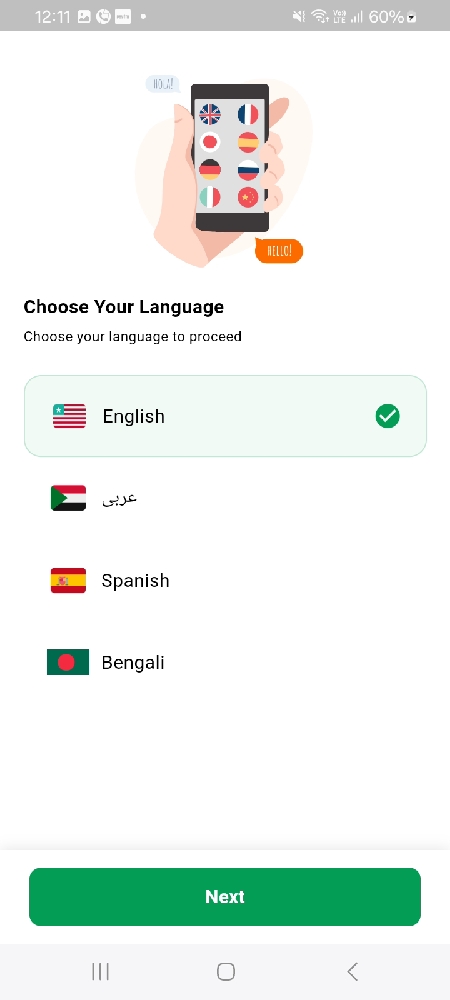 12:11
60%
HOLA!
HELLO!
Choose Your Language
Choose your language to proceed
English
عربى
Spanish
Bengali
Next